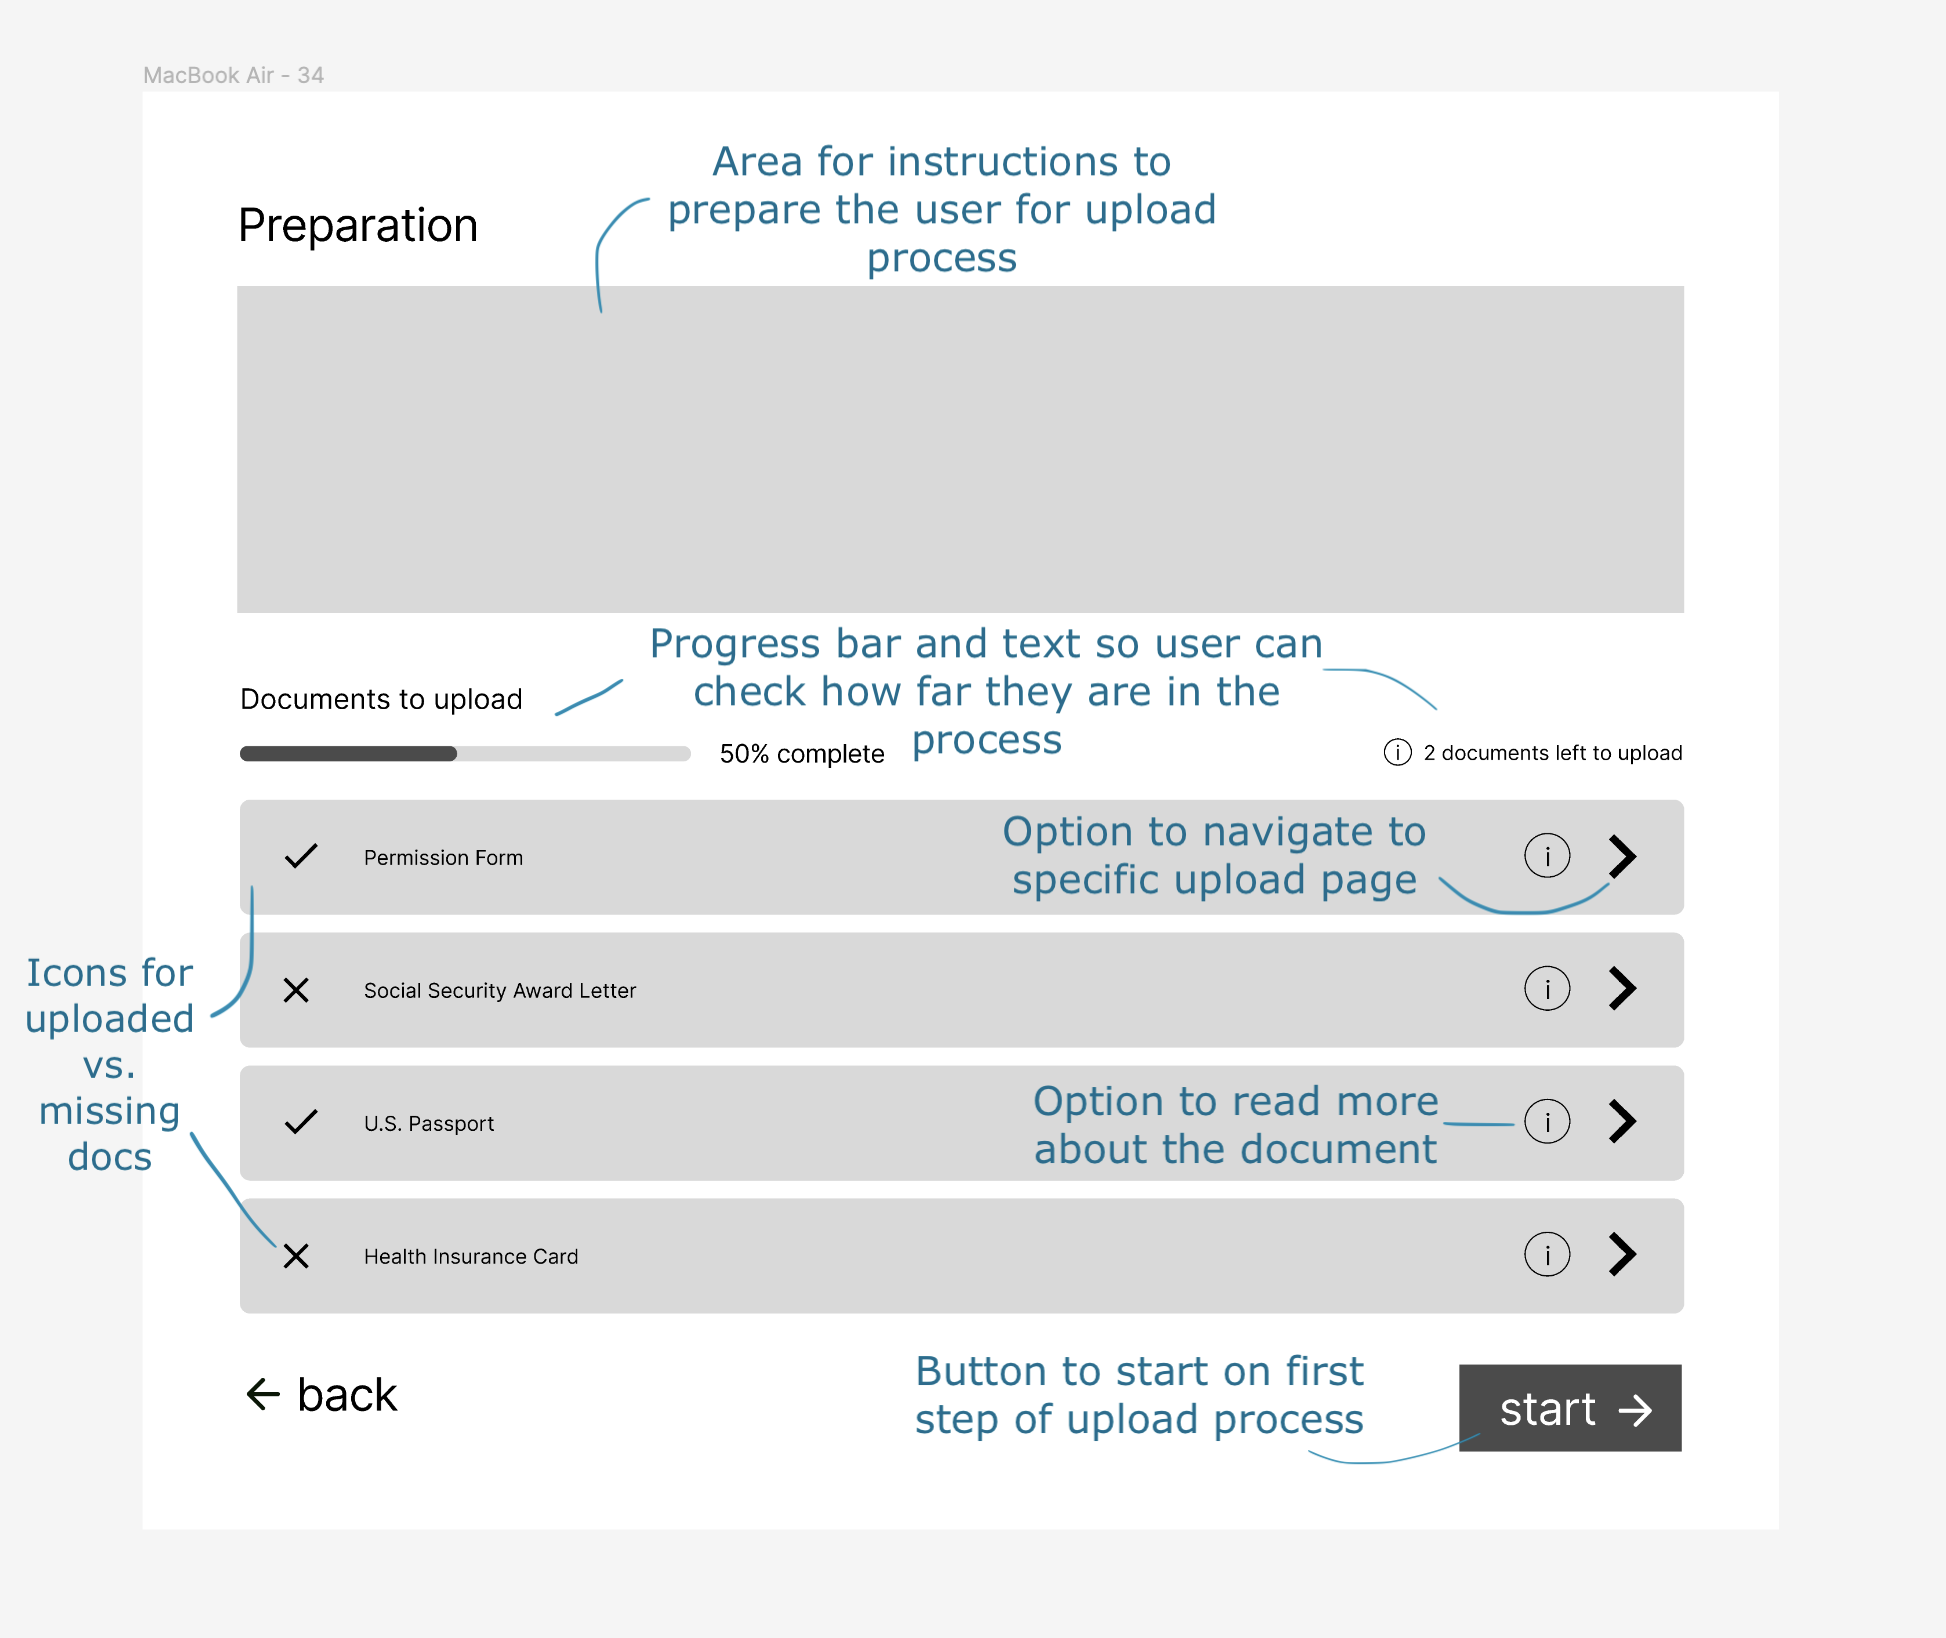 MacBook Air - 34
Area for instructions to
prepare the user for upload
process
Preparation
Progress bar and text so user can
check how far they are in the
process
Documents to upload
50% complete
i 2 documents left to upload
Permission Form
Option to navigate to
specific upload page
i
Icons for
uploaded
vs.
missing
docs
Social Security Award Letter
i
U.S. Passport
Option to read more
about the document
i
Health Insurance Card
i
← back
Button to start on first
step of upload process
start →